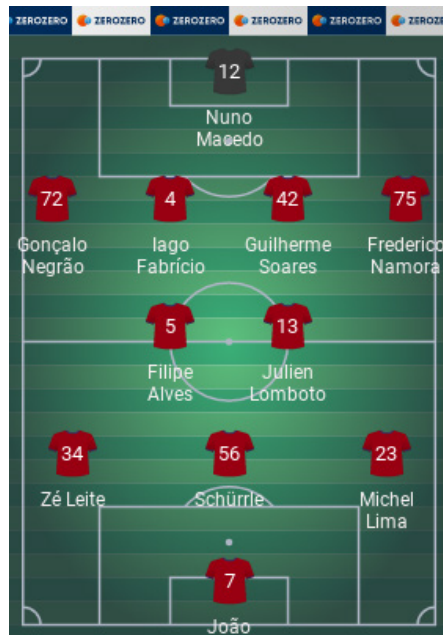 ZEROZERO ZEROZERO ZEROZERO ZEROZERO ZEROZERO ZEROZE
12
Nuno
Macedo
72 4 42 75
Gonçalo Iago Guilherme Frederico
Negrão Fabrício Soares Namora
5 13
Filipe Julien
Alves Lomboto
34 56 23
Zé Leite Schürrle Michel
Lima
7
João